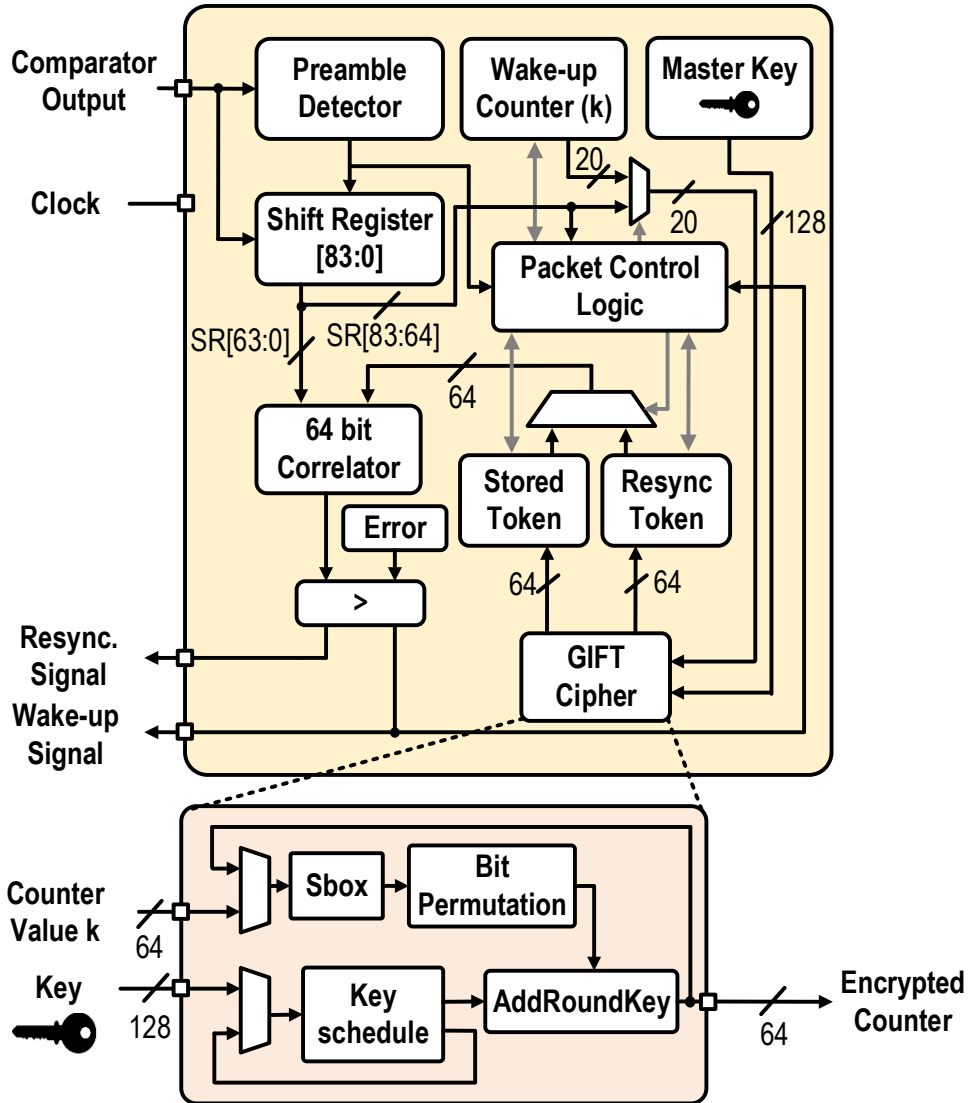 Comparator
Output
Preamble
Detector
Wake-up
Counter (k)
Master Key
Clock
Shift Register
[83:0]
20
20
128
Packet Control
Logic
SR[63:0]
SR[83:64]
64
64 bit
Correlator
Stored
Token
Resync
Token
Error
64
64
>
Resync.
Signal
GIFT
Cipher
Wake-up
Signal
Counter
Value k
64
Sbox
Bit
Permutation
Key
128
Key
schedule
AddRoundKey
64
Encrypted
Counter